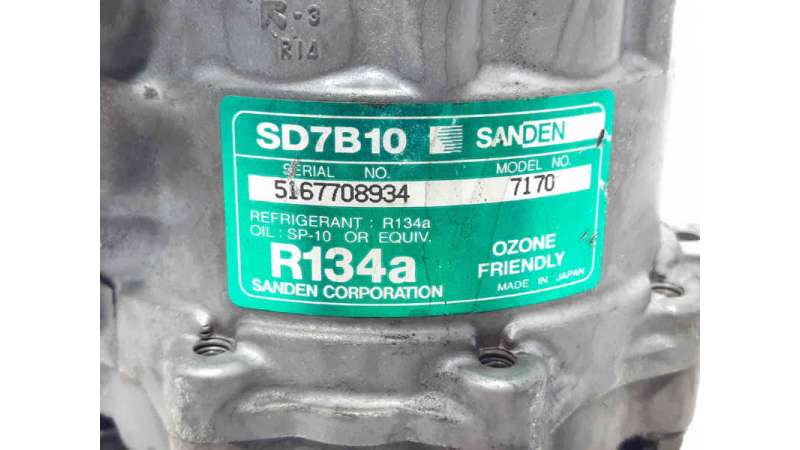 R-3
R14
SD7B10 SANDEN
SERIAL NO. MODEL NO.
5167708934 7170
REFRIGERANT : R134a
OIL : SP-10 OR EQUIV.
R134a
SANDEN CORPORATION
OZONE
FRIENDLY
MADE IN JAPAN